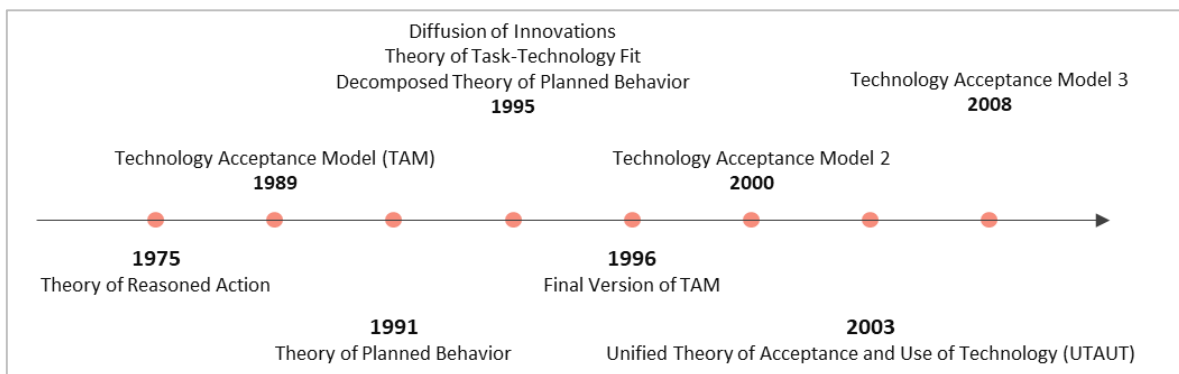 Diffusion of Innovations
Theory of Task-Technology Fit
Decomposed Theory of Planned Behavior
1995
Technology Acceptance Model 3
2008
Technology Acceptance Model (TAM)
1989
Technology Acceptance Model 2
2000
1975
Theory of Reasoned Action
1996
Final Version of TAM
1991
Theory of Planned Behavior
2003
Unified Theory of Acceptance and Use of Technology (UTAUT)